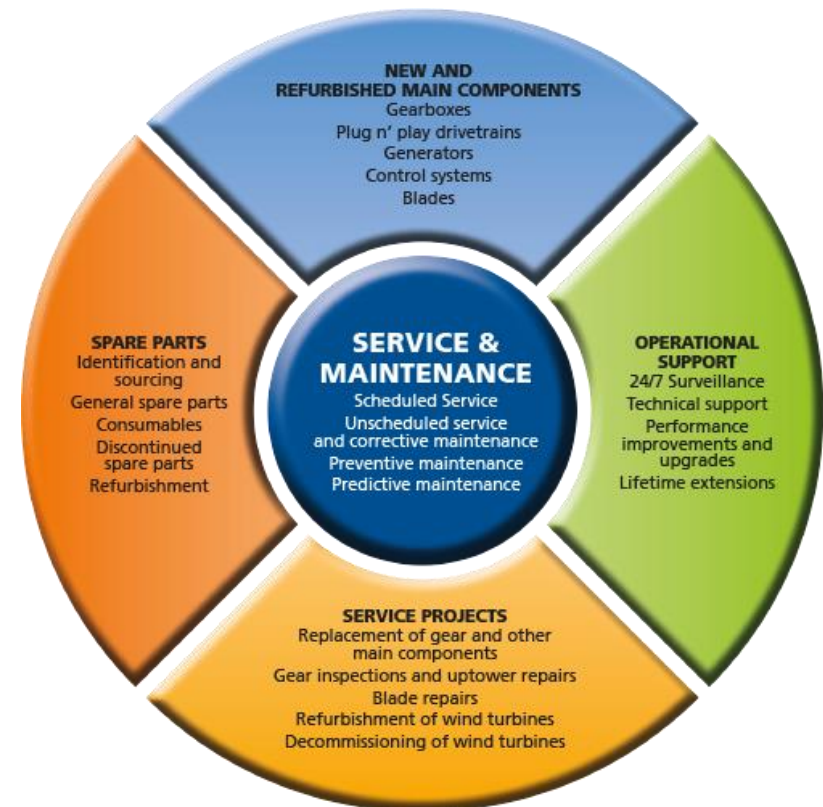 NEW AND
REFURBISHED MAIN COMPONENTS
Gearboxes
Plug n’ play drivetrains
Generators
Control systems
Blades
SPARE PARTS
Identification and
sourcing
General spare parts
Consumables
Discontinued
spare parts
Refurbishment
SERVICE &
MAINTENANCE
Scheduled Service
Unscheduled service
and corrective maintenance
Preventive maintenance
Predictive maintenance
OPERATIONAL
SUPPORT
24/7 Surveillance
Technical support
Performance
improvements and
upgrades
Lifetime extensions
SERVICE PROJECTS
Replacement of gear and other
main components
Gear inspections and uptower repairs
Blade repairs
Refurbishment of wind turbines
Decommissioning of wind turbines